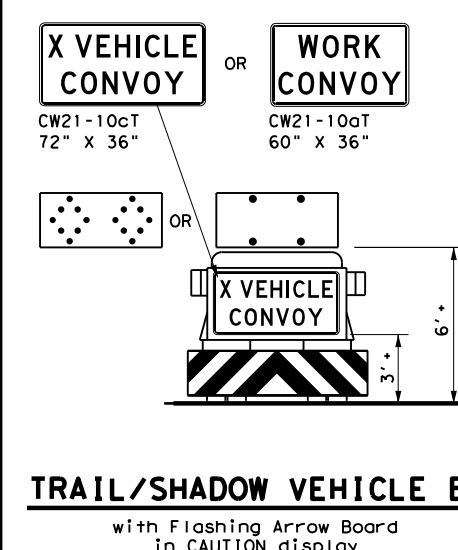 X VEHICLE
CONVOY
OR
WORK
CONVOY
CW21-10cT
72" X 36"
CW21-10aT
60" X 36"
OR
X VEHICLE
CONVOY
6'+
3'+
TRAIL/SHADOW VEHICLE
with Flashing Arrow Board
in CAUTION display